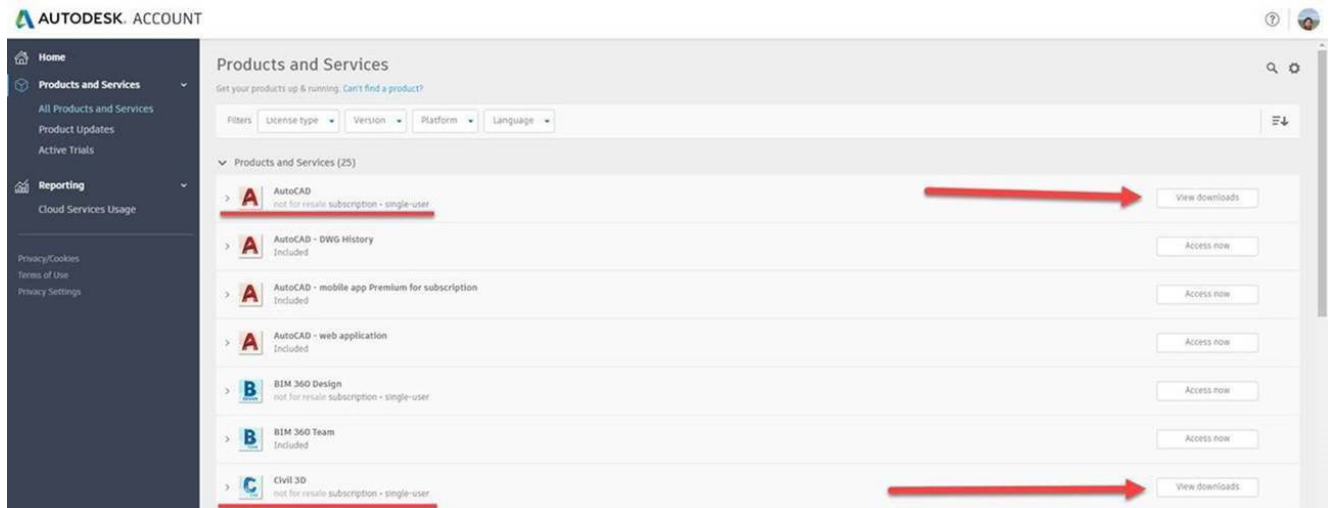 AUTODESK. ACCOUNT
Home
Products and Services
All Products and Services
Product Updates
Active Trials
Reporting
Cloud Services Usage
Privacy/Cookies
Terms of Use
Privacy Settings
Products and Services
Get your products up & running. Can't find a product?
Filters License type Version Platform Language
Products and Services (25)
AutoCAD
not for resale subscription • single-user
View downloads
AutoCAD - DWG History
Included
Access now
AutoCAD - mobile app Premium for subscription
Included
Access now
AutoCAD - web application
Included
Access now
BIM 360 Design
not for resale subscription • single-user
Access now
BIM 360 Team
Included
Access now
Civil 3D
not for resale subscription • single-user
View downloads